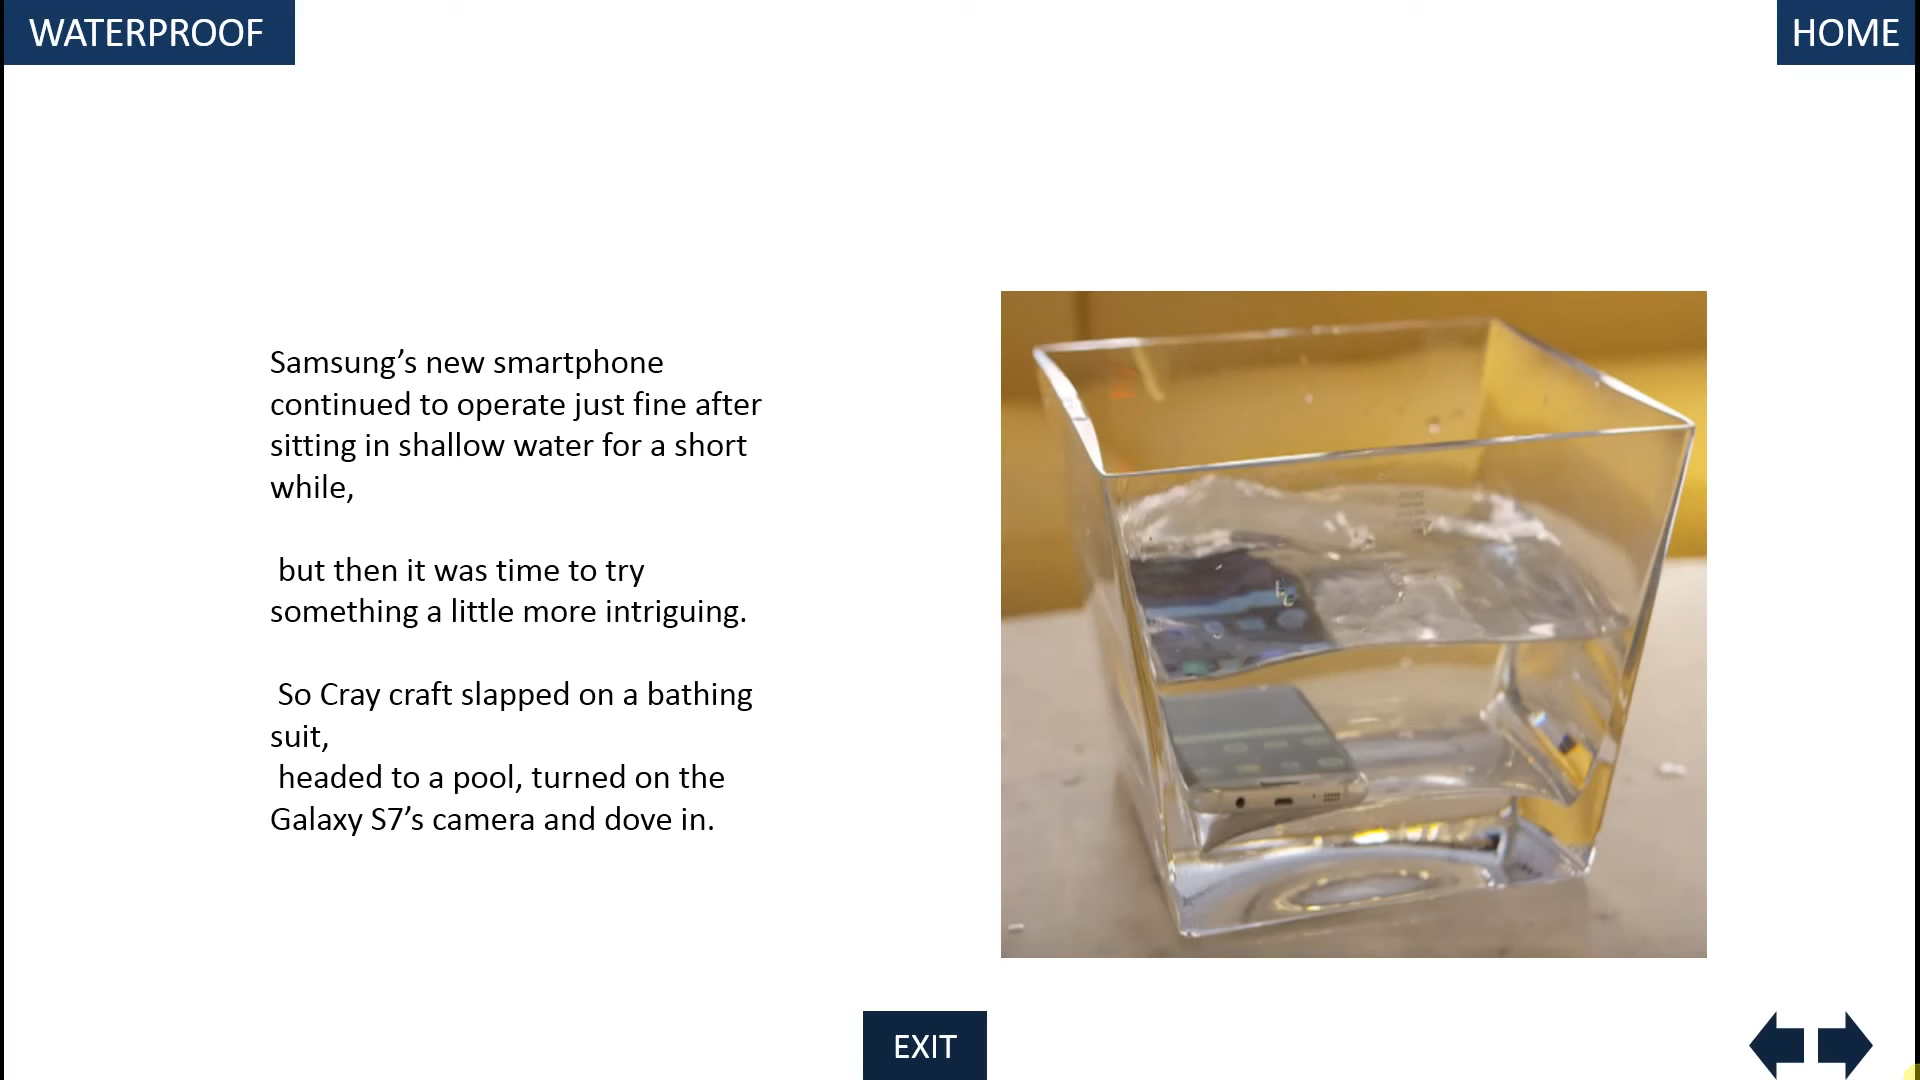 WATERPROOF
HOME
Samsung’s new smartphone
continued to operate just fine after
sitting in shallow water for a short
while,
but then it was time to try
something a little more intriguing.
So Cray craft slapped on a bathing
suit,
headed to a pool, turned on the
Galaxy S7’s camera and dove in.
EXIT